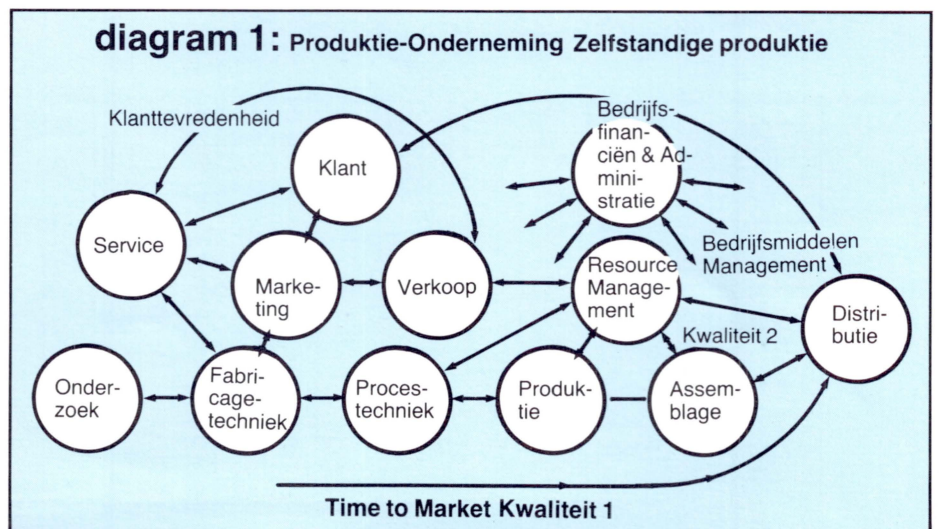 diagram 1: Produktie-Onderneming Zelfstandige produktie
Klanttevredenheid
Klant
Bedrijfs-
finan-
ciën & Ad-
mini-
stratie
Service
Marke-
ting
Verkoop
Resource
Manage-
ment
Bedrijfsmiddelen
Management
Distri-
butie
Kwaliteit 2
Onder-
zoek
Fabri-
cage-
techniek
Proces-
techniek
Produk-
tie
Assem-
blage
Time to Market Kwaliteit 1